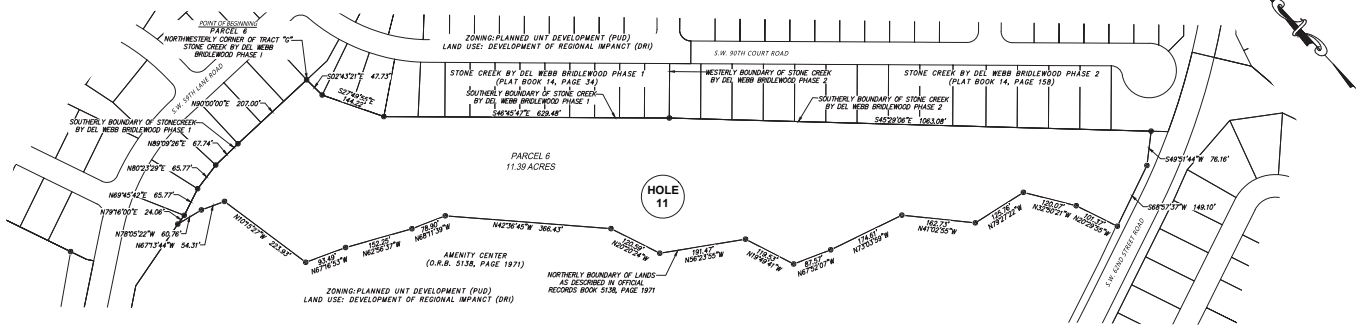 POINT OF BEGINNING
PARCEL 6
NORTHWESTERLY CORNER OF TRACT "G"
STONE CREEK BY DEL WEBB
BRIDLEWOOD PHASE I
ZONING: PLANNED UNT DEVELOPMENT (PUD)
LAND USE: DEVELOPMENT OF REGIONAL IMPANCT (DRI)
S.W. 90TH COURT ROAD
S.W. 59TH LANE ROAD
S02°43'21"E 47.73'
S27°49'55"E
144.22'
STONE CREEK BY DEL WEBB BRIDLEWOOD PHASE 1
(PLAT BOOK 14, PAGE 34)
WESTERLY BOUNDARY OF STONE CREEK
BY DEL WEBB BRIDLEWOOD PHASE 2
STONE CREEK BY DEL WEBB BRIDLEWOOD PHASE 2
(PLAT BOOK 14, PAGE 158)
SOUTHERLY BOUNDARY OF STONE CREEK
BY DEL WEBB BRIDLEWOOD PHASE 1
SOUTHERLY BOUNDARY OF STONE CREEK
BY DEL WEBB BRIDLEWOOD PHASE 2
N90°00'00"E 207.00'
S46°45'47"E 629.48'
S45°29'06"E 1063.08'
SOUTHERLY BOUNDARY OF STONECREEK
BY DEL WEBB BRIDLEWOOD PHASE 1
N89°09'26"E 67.74'
N80°23'29"E 65.77'
N69°45'42"E 65.77'
N79°16'00"E 24.06'
N78°05'22"W 60.76'
N67°13'44"W 54.31'
PARCEL 6
11.39 ACRES
HOLE
11
S49°51'44"W 76.16'
S68°57'37"W 149.10'
N10°15'27"W 223.93'
93.49'
N67°16'53"W
152.25'
N62°56'37"W
78.90'
N68°11'39"W
N42°36'45"W 366.43'
120.59'
N20°20'24"W
191.47'
N56°23'55"W
119.53'
N19°49'41"W
87.57'
N67°52'07"W
174.61'
N73°03'59"W
162.73'
N41°02'55"W
125.76'
N79°21'22"W
120.07'
N32°50'21"W
101.37'
N20°29'55"W
AMENITY CENTER
(O.R.B. 5138, PAGE 1971)
NORTHERLY BOUNDARY OF LANDS
AS DESCRIBED IN OFFICIAL
RECORDS BOOK 5138, PAGE 1971
ZONING: PLANNED UNT DEVELOPMENT (PUD)
LAND USE: DEVELOPMENT OF REGIONAL IMPANCT (DRI)
S.W. 62ND STREET ROAD